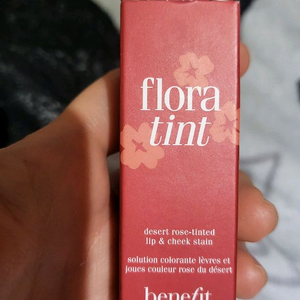 flora
tint
desert rose-tinted
lip & cheek stain
solution colorante lèvres et
joues couleur rose du désert
benefit